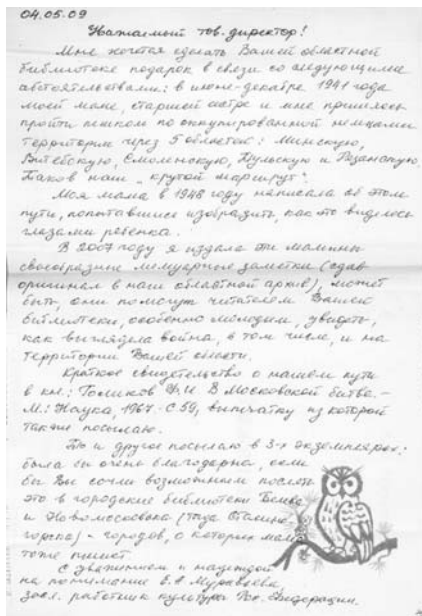 04.05.09
Уважаемый тов. директор!
Мне хочется сделать Вашей областной
библиотеке подарок в связи со следующими
обстоятельствами: в июне-декабре 1941 года
моей маме, старшей сестре и мне пришлось
пройти пешком по оккупированной немцами
территории через 5 областей: Минскую,
Витебскую, Смоленскую, Тульскую и Рязанскую
Таков наш „крутой маршрут".
Моя мама в 1948 году написала об этом
пути, попытавшись изобразить, как это виделось
глазами ребенка.
В 2007 году я издала эти мамины
своеобразные мемуарные заметки (сдав
оригинал в наш областной архив), может
быть, они помогут читателям Вашей
библиотеки, особенно молодым, увидеть,
как выглядела война, в том числе, и на
территории Вашей области.
Краткое свидетельство о нашем пути
в кн.: Голиков Ф.И. В Московской битве. -
М.: Наука, 1967. - С 59, выпечатку из которой
также посылаю.
То и другое посылаю в 3-х экземплярах:
была бы очень благодарна, если
бы Вы сочли возможным послать
это в городские библиотеки
и Новомосковска (тогда Сталино-
горска) - городов, о которых мама
тоже пишет.
С уважением и надеждой
на понимание В.А. Муравьева,
засл. работник культуры Рос. Федерации.